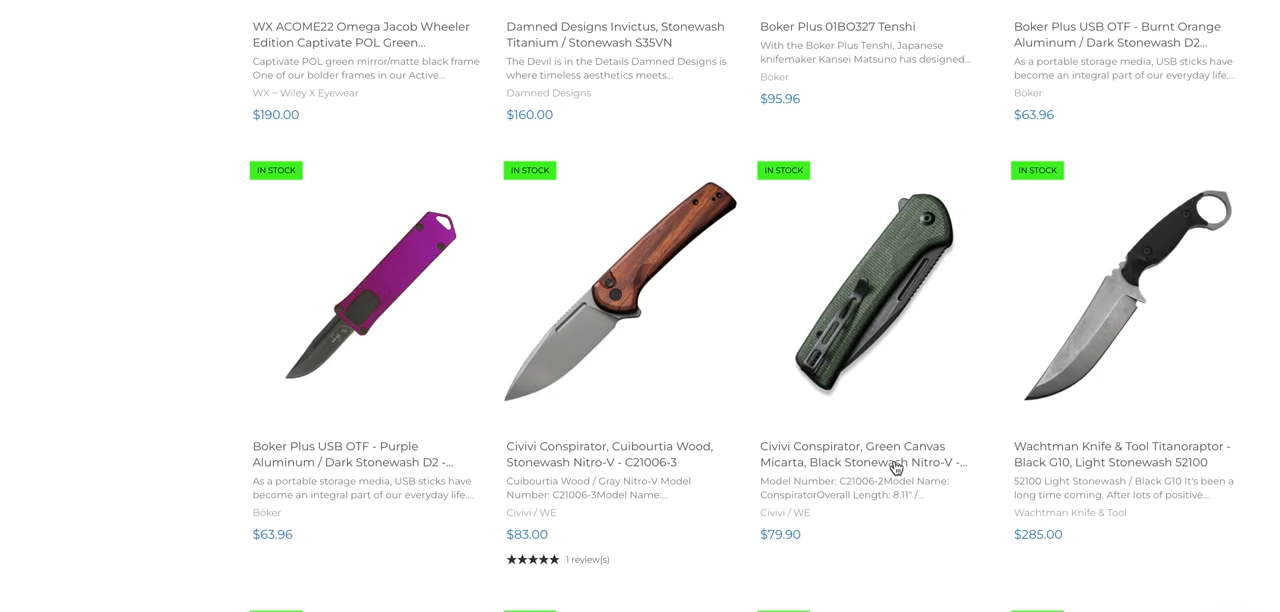 WX ACOME22 Omega Jacob Wheeler
Edition Captivate POL Green...
Captivate POL green mirror/matte black frame
One of our bolder frames in our Active...
WX – Wiley X Eyewear
$190.00
Damned Designs Invictus, Stonewash
Titanium / Stonewash S35VN
The Devil is in the Details Damned Designs is
where timeless aesthetics meets...
Damned Designs
$160.00
Boker Plus 01BO327 Tenshi
With the Boker Plus Tenshi, Japanese
knifemaker Kansei Matsuno has designed...
Böker
$95.96
Boker Plus USB OTF - Burnt Orange
Aluminum / Dark Stonewash D2...
As a portable storage media, USB sticks have
become an integral part of our everyday life....
Böker
$63.96
IN STOCK
Boker Plus USB OTF - Purple
Aluminum / Dark Stonewash D2 -...
As a portable storage media, USB sticks have
become an integral part of our everyday life....
Böker
$63.96
IN STOCK
Civivi Conspirator, Cuibourtia Wood,
Stonewash Nitro-V - C21006-3
Cuibourtia Wood / Gray Nitro-V Model
Number: C21006-3Model Name:...
Civivi / WE
$83.00
★★★★★ 1 review(s)
IN STOCK
Civivi Conspirator, Green Canvas
Micarta, Black Stonewash Nitro-V -...
Model Number: C21006-2Model Name:
ConspiratorOverall Length: 8.11" /...
Civivi / WE
$79.90
IN STOCK
Wachtman Knife & Tool Titanoraptor -
Black G10, Light Stonewash 52100
52100 Light Stonewash / Black G10 It's been a
long time coming. After lots of positive...
Wachtman Knife & Tool
$285.00